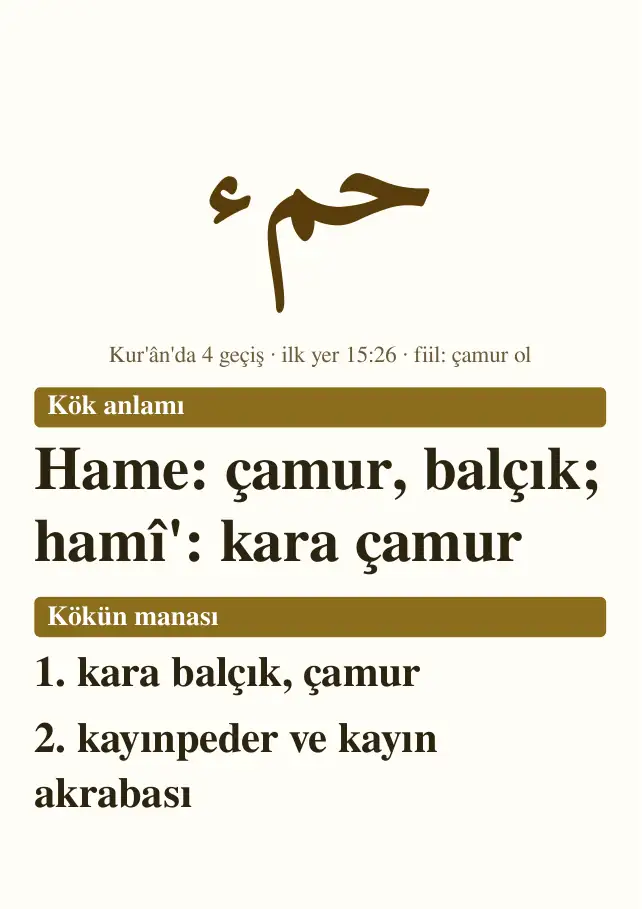 حمء
Kur'ân'da 4 geçiş · ilk yer 15:26 · fiil: çamur ol
Kök anlamı
Hame: çamur, balçık;
hamî': kara çamur
Kökün manası
1. kara balçık, çamur
2. kayınpeder ve kayın
akrabası